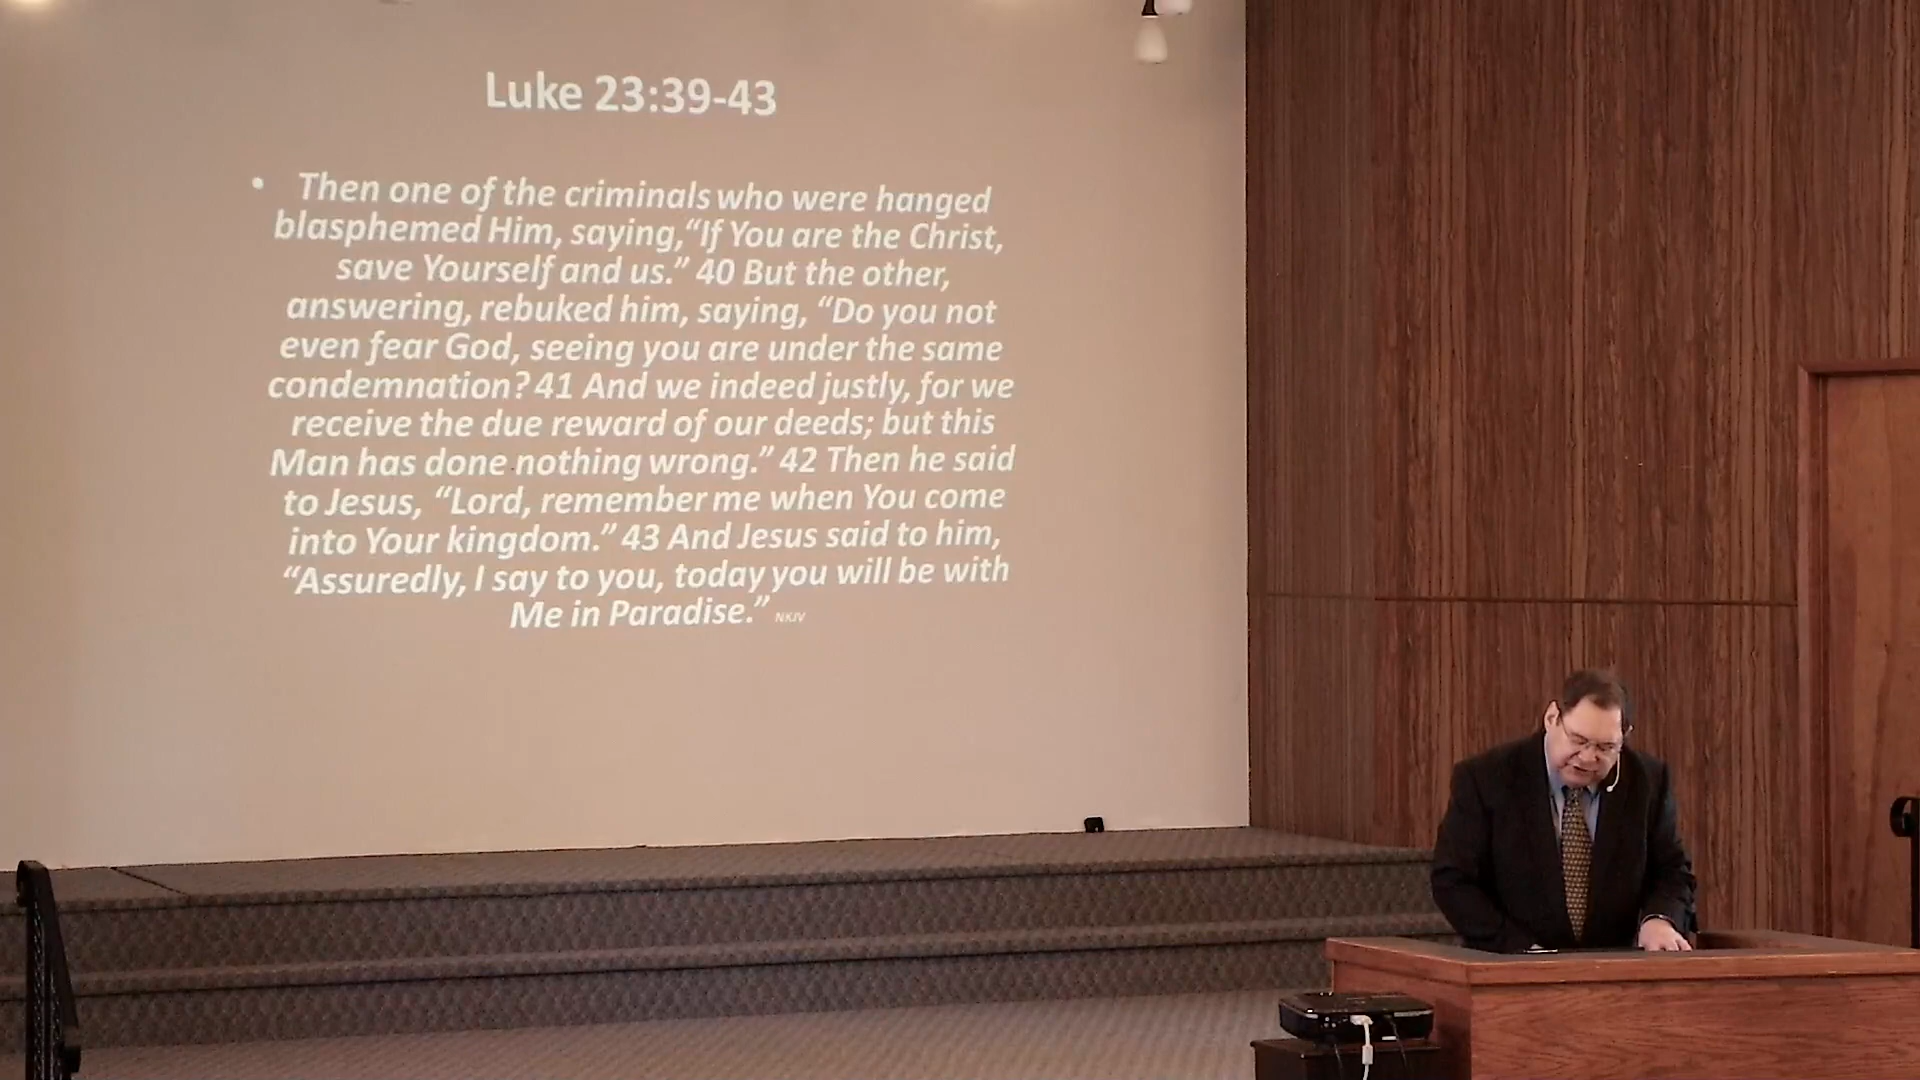 Luke 23:39-43
• Then one of the criminals who were hanged
blasphemed Him, saying,“If You are the Christ,
save Yourself and us.” 40 But the other,
answering, rebuked him, saying, “Do you not
even fear God, seeing you are under the same
condemnation? 41 And we indeed justly, for we
receive the due reward of our deeds; but this
Man has done nothing wrong.” 42 Then he said
to Jesus, “Lord, remember me when You come
into Your kingdom.” 43 And Jesus said to him,
“Assuredly, I say to you, today you will be with
Me in Paradise.” NKJV